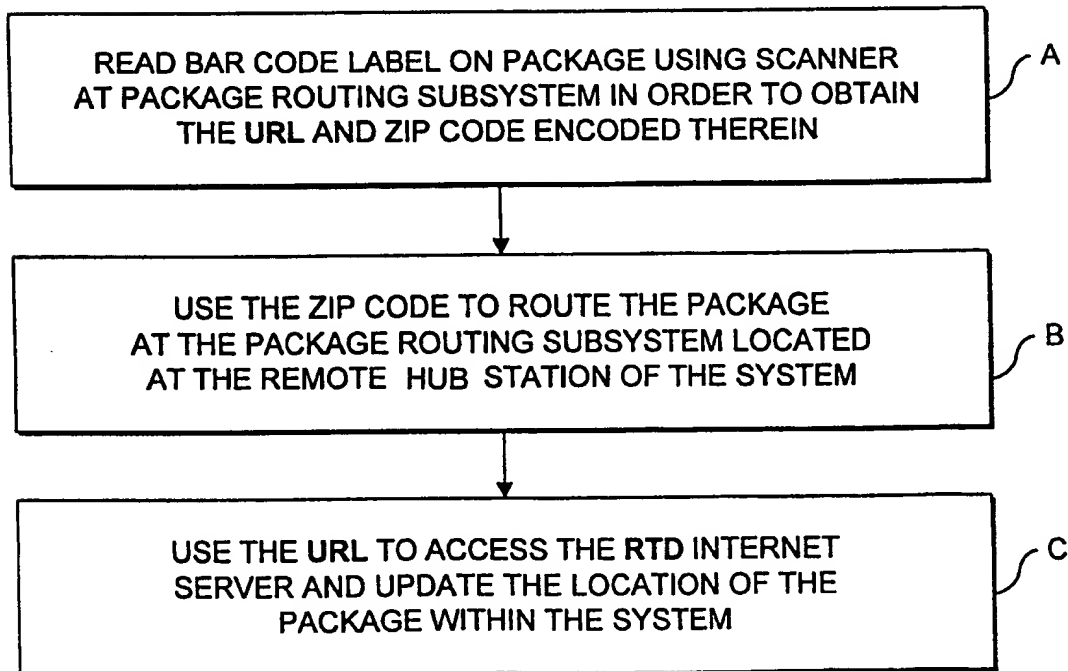 READ BAR CODE LABEL ON PACKAGE USING SCANNER
AT PACKAGE ROUTING SUBSYSTEM IN ORDER TO OBTAIN
THE URL AND ZIP CODE ENCODED THEREIN
A
USE THE ZIP CODE TO ROUTE THE PACKAGE
AT THE PACKAGE ROUTING SUBSYSTEM LOCATED
AT THE REMOTE HUB STATION OF THE SYSTEM
B
USE THE URL TO ACCESS THE RTD INTERNET
SERVER AND UPDATE THE LOCATION OF THE
PACKAGE WITHIN THE SYSTEM
C